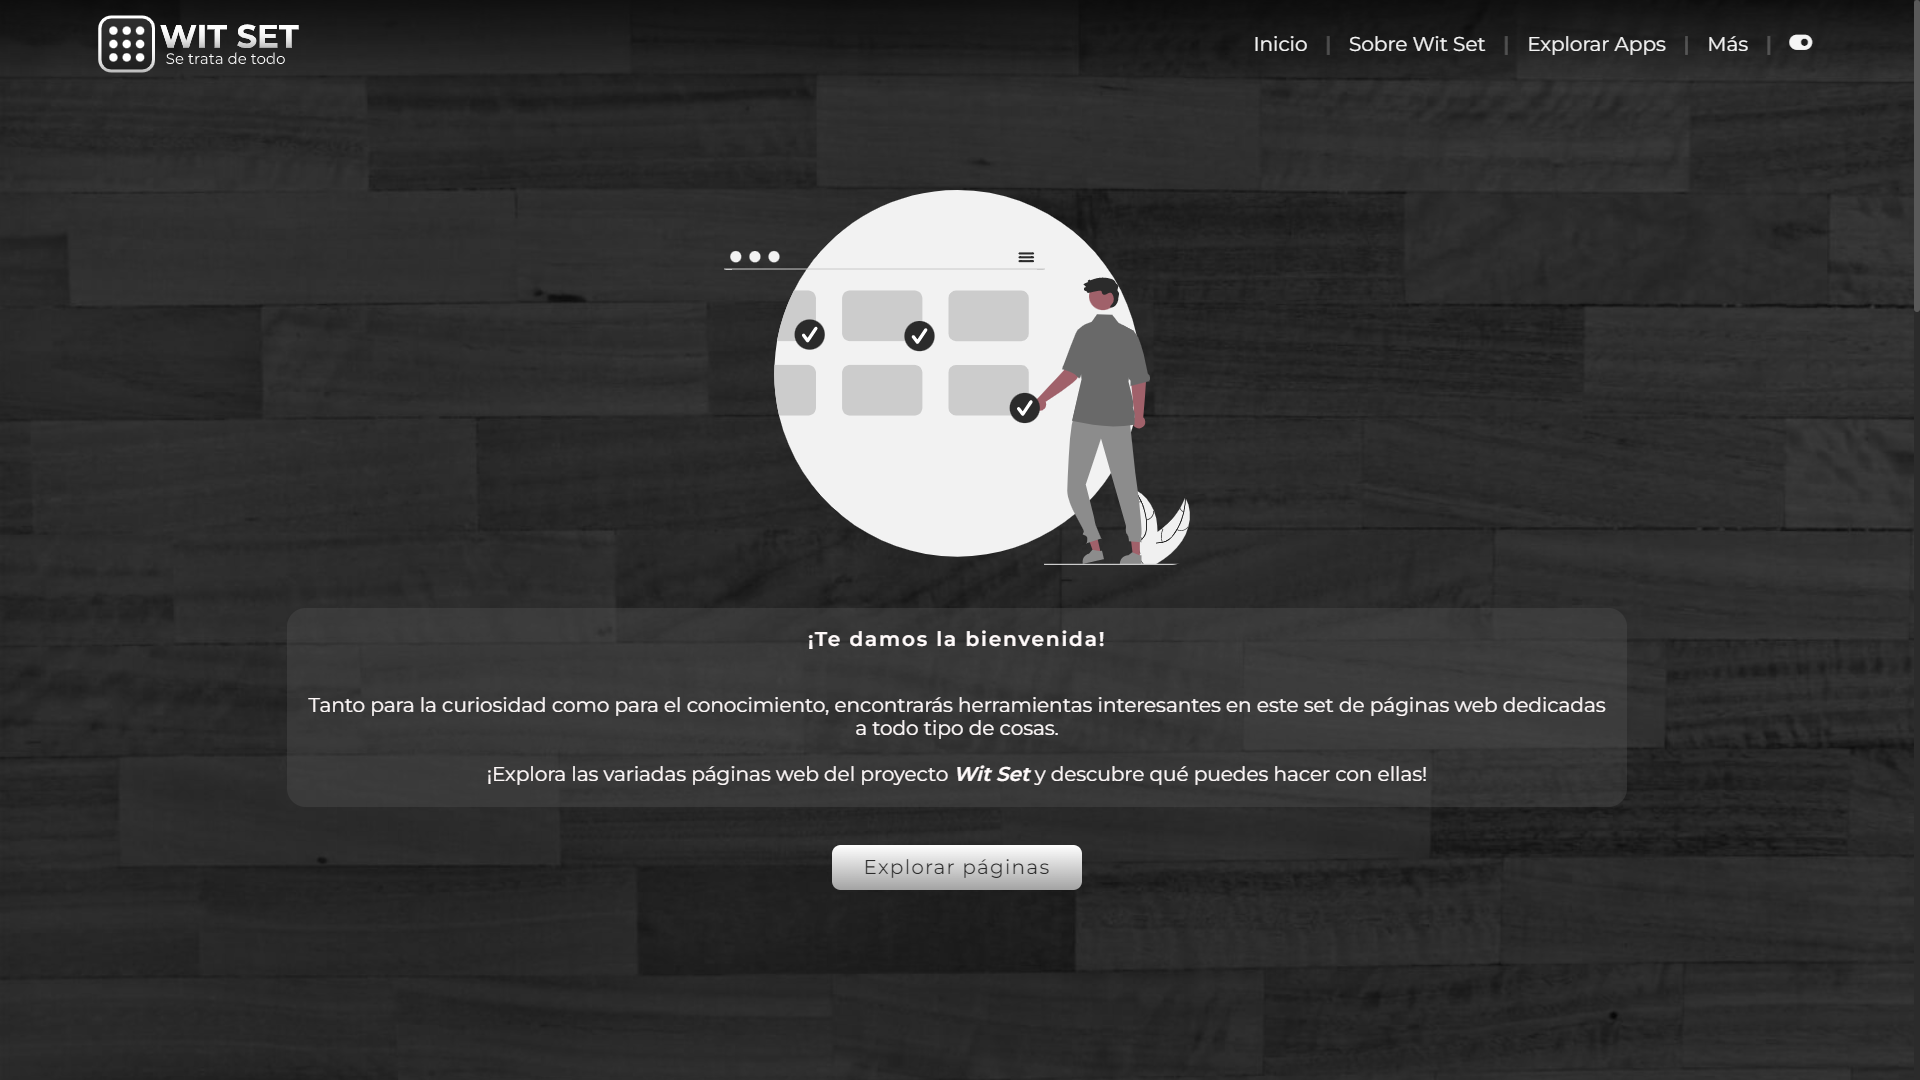 WIT SET
Se trata de todo
Inicio | Sobre Wit Set | Explorar Apps | Más |
¡Te damos la bienvenida!
Tanto para la curiosidad como para el conocimiento, encontrarás herramientas interesantes en este set de páginas web dedicadas
a todo tipo de cosas.
¡Explora las variadas páginas web del proyecto Wit Set y descubre qué puedes hacer con ellas!
Explorar páginas